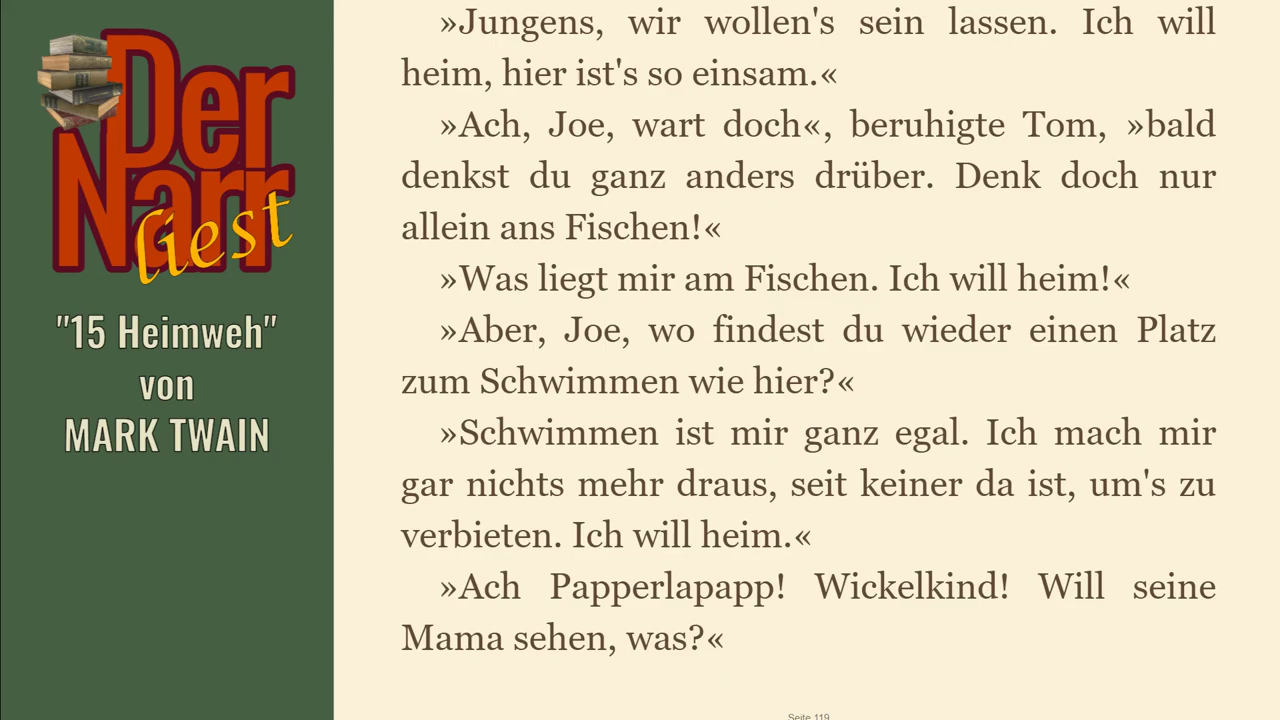 Der
Narr
liest
"15 Heimweh"
von
MARK TWAIN
»Jungens, wir wollen's sein lassen. Ich will
heim, hier ist's so einsam.«
»Ach, Joe, wart doch«, beruhigte Tom, »bald
denkst du ganz anders drüber. Denk doch nur
allein ans Fischen!«
»Was liegt mir am Fischen. Ich will heim!«
»Aber, Joe, wo findest du wieder einen Platz
zum Schwimmen wie hier?«
»Schwimmen ist mir ganz egal. Ich mach mir
gar nichts mehr draus, seit keiner da ist, um's zu
verbieten. Ich will heim.«
»Ach Papperlapapp! Wickelkind! Will seine
Mama sehen, was?«
Seite 119